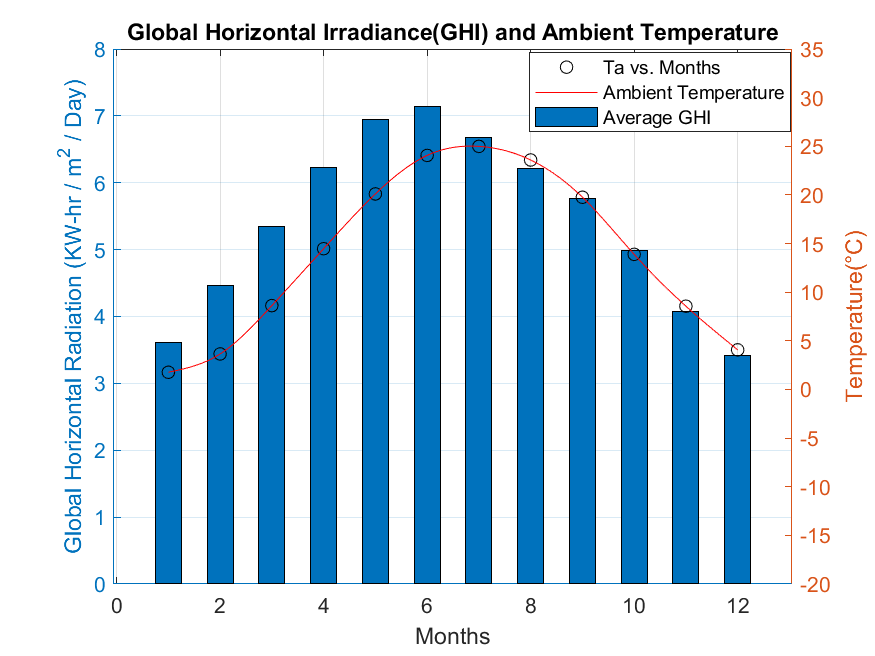 Global Horizontal Irradiance(GHI) and Ambient Temperature
Ta vs. Months
Ambient Temperature
Average GHI
Global Horizontal Radiation (KW-hr / m² / Day)
8
7
6
5
4
3
2
1
0
35
30
25
20
15
10
5
0
-5
-10
-15
-20
Temperature(°C)
0 2 4 6 8 10 12
Months